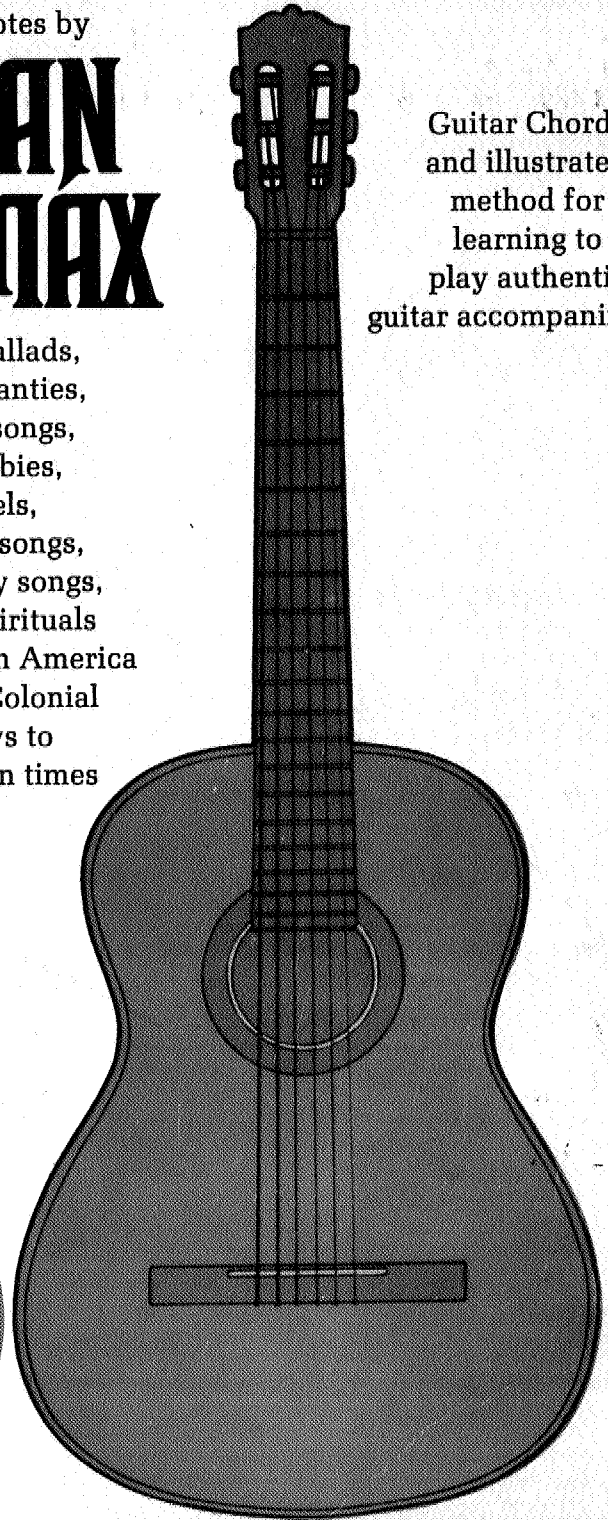 otes by
AN
MAX
allads,
anties,
songs,
bies,
els,
songs,
y songs,
irituals
n America
Colonial
ys to
n times
Guitar Chord
and illustrate
method for
learning to
play authenti
guitar accompani